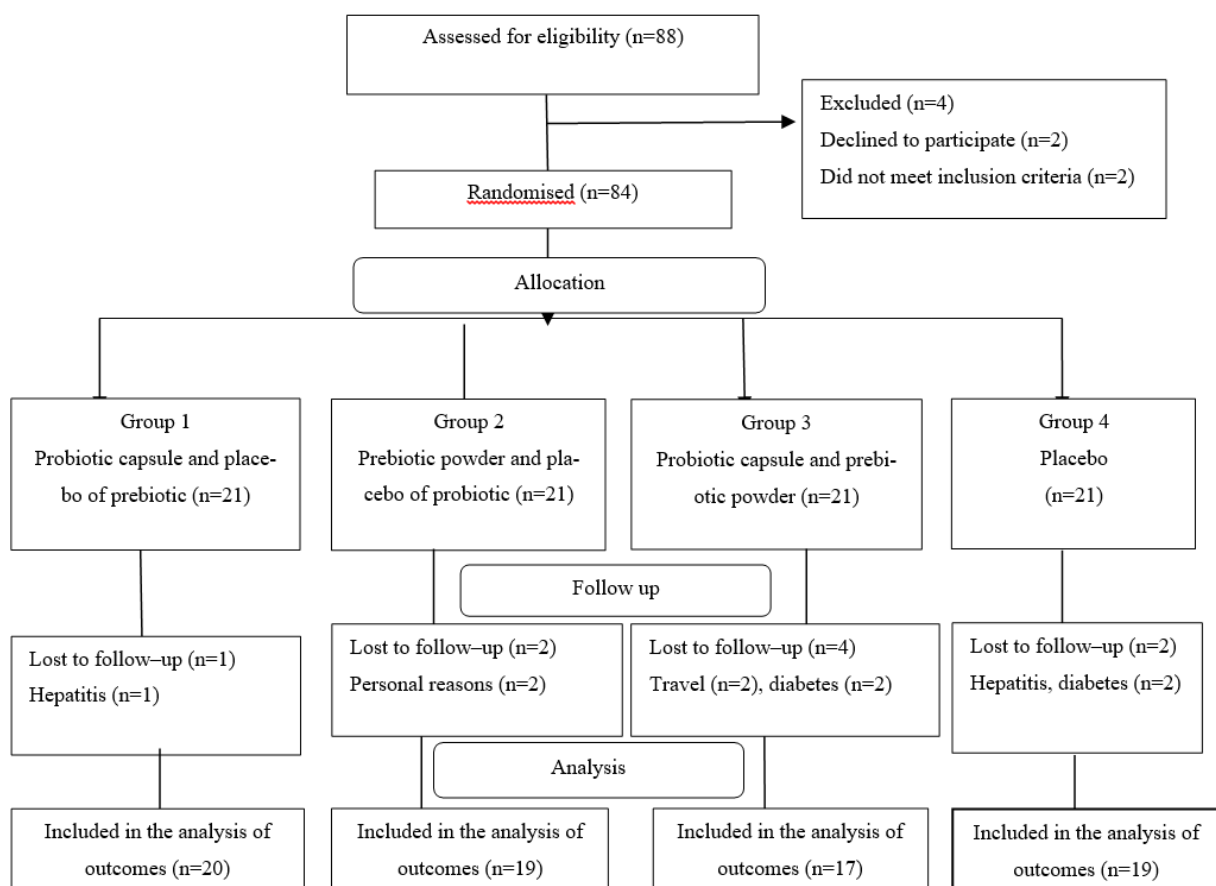 Assessed for eligibility (n=88)
Excluded (n=4)
Declined to participate (n=2)
Did not meet inclusion criteria (n=2)
Randomised (n=84)
Allocation
Group 1
Probiotic capsule and place-
bo of prebiotic (n=21)
Group 2
Prebiotic powder and pla-
cebo of probiotic (n=21)
Group 3
Probiotic capsule and prebi-
otic powder (n=21)
Group 4
Placebo
(n=21)
Follow up
Lost to follow–up (n=1)
Hepatitis (n=1)
Lost to follow–up (n=2)
Personal reasons (n=2)
Lost to follow–up (n=4)
Travel (n=2), diabetes (n=2)
Lost to follow–up (n=2)
Hepatitis, diabetes (n=2)
Analysis
Included in the analysis of
outcomes (n=20)
Included in the analysis of
outcomes (n=19)
Included in the analysis of
outcomes (n=17)
Included in the analysis of
outcomes (n=19)